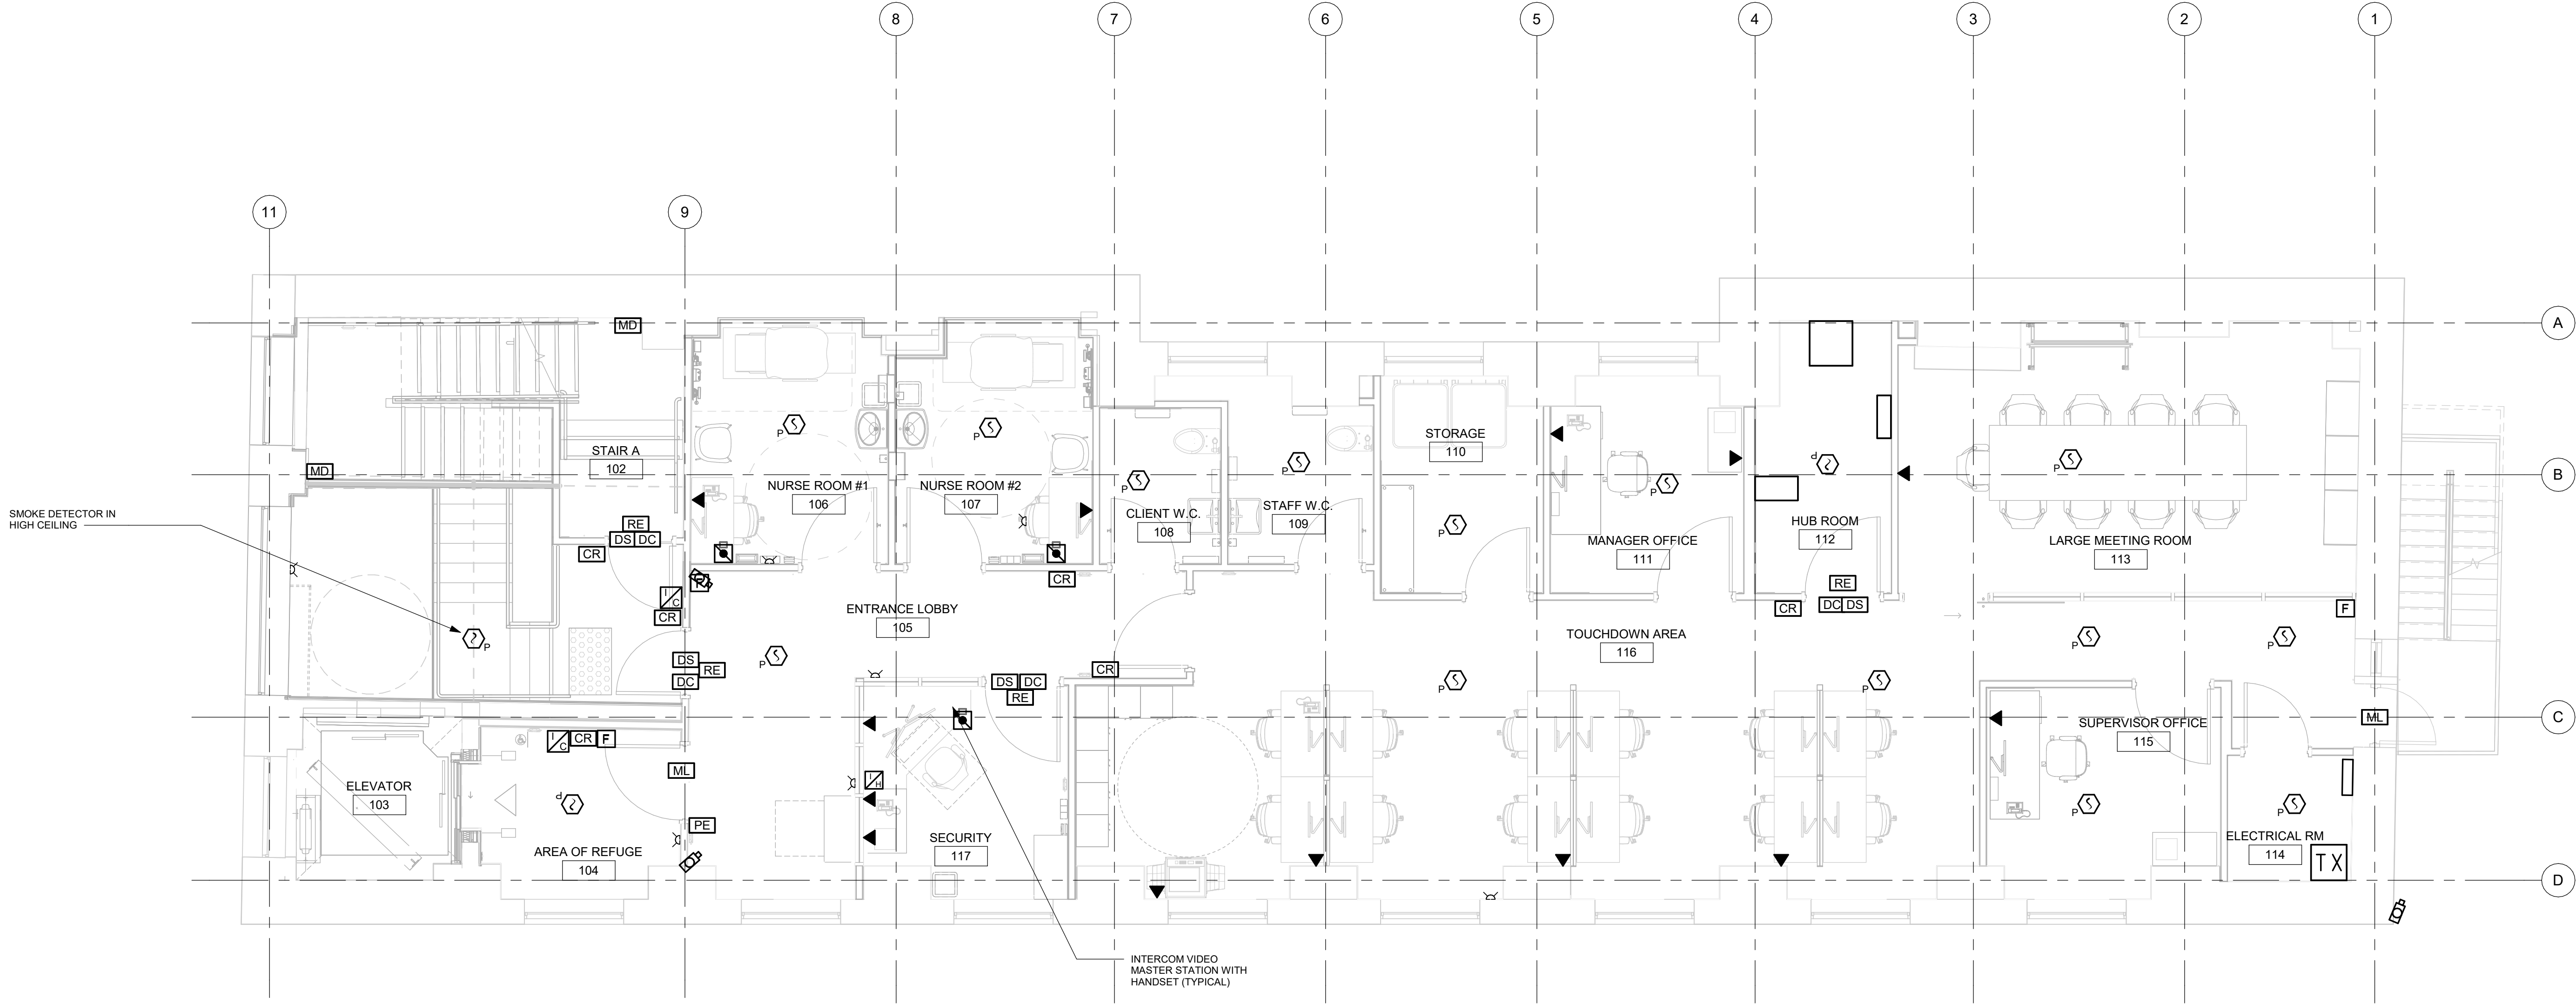 8
7
6
5
4
3
2
1
11
9
A
MD
P
P
STORAGE
110
STAIR A
102
P
P
P
P
P
MD
B
NURSE ROOM #1
106
NURSE ROOM #2
107
SMOKE DETECTOR IN
HIGH CEILING
CLIENT W.C.
108
STAFF W.C.
109
HUB ROOM
112
RE
DS
DC
CR
P
MANAGER OFFICE
111
LARGE MEETING ROOM
113
CR
RE
I
C
CR
ENTRANCE LOBBY
105
CR
DC
DS
F
TOUCHDOWN AREA
116
P
P
P
P
DS
RE
DC
CR
P
P
DS
DC
RE
C
SUPERVISOR OFFICE
115
ML
I
C
CR
F
ML
I
H
ELEVATOR
103
P
P
P
PE
SECURITY
117
ELECTRICAL RM
114
TX
AREA OF REFUGE
104
D
INTERCOM VIDEO
MASTER STATION WITH
HANDSET (TYPICAL)